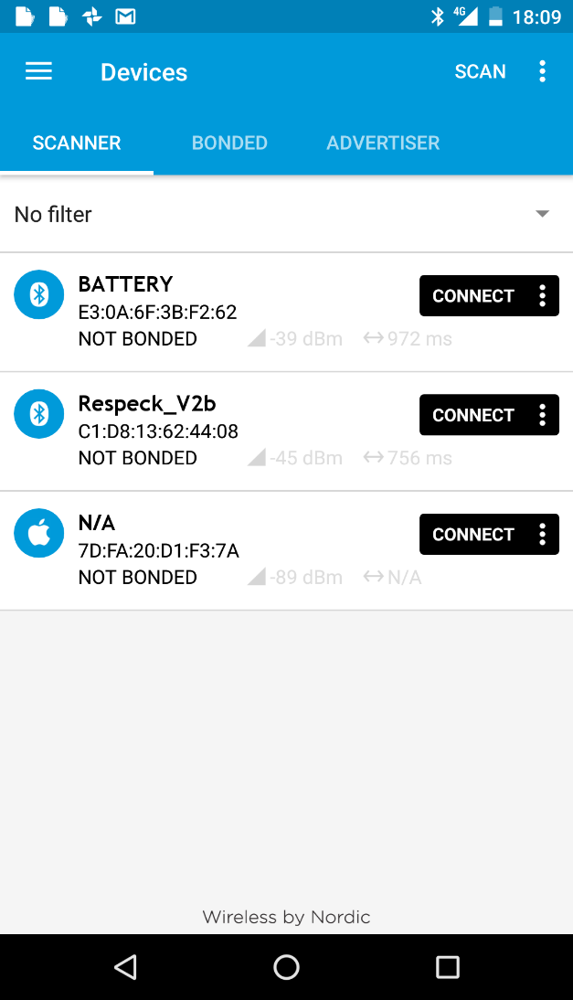 4G 18:09
Devices SCAN
SCANNER BONDED ADVERTISER
No filter
BATTERY CONNECT
E3:0A:6F:3B:F2:62
NOT BONDED -39 dBm 972 ms
Respeck_V2b CONNECT
C1:D8:13:62:44:08
NOT BONDED -45 dBm 756 ms
N/A CONNECT
7D:FA:20:D1:F3:7A
NOT BONDED -89 dBm N/A
Wireless by Nordic